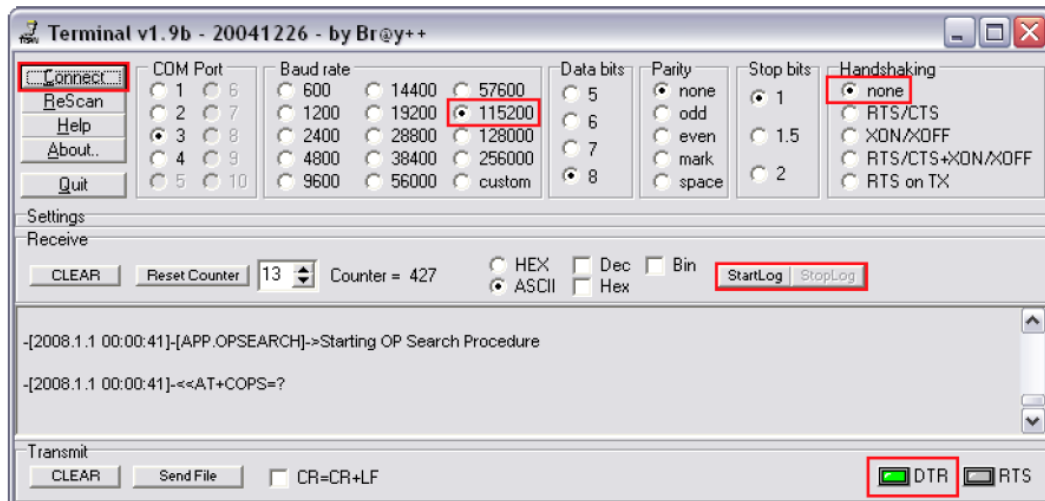 Terminal v1.9b - 20041226 - by Br@y++
Connect
ReScan
Help
About..
Quit
COM Port
1 6
2 7
3 8
4 9
5 10
Baud rate
600 14400 57600
1200 19200 115200
2400 28800 128000
4800 38400 256000
9600 56000 custom
Data bits
5
6
7
8
Parity
none
odd
even
mark
space
Stop bits
1
1.5
2
Handshaking
none
RTS/CTS
XON/XOFF
RTS/CTS+XON/XOFF
RTS on TX
Settings
Receive
CLEAR Reset Counter 13 Counter = 427 HEX Dec Bin StartLog StopLog
ASCII Hex
-[2008.1.1 00:00:41]-[APP.OPSEARCH]->Starting OP Search Procedure
-[2008.1.1 00:00:41]-<<AT+COPS=?
Transmit
CLEAR Send File CR=CR+LF DTR RTS